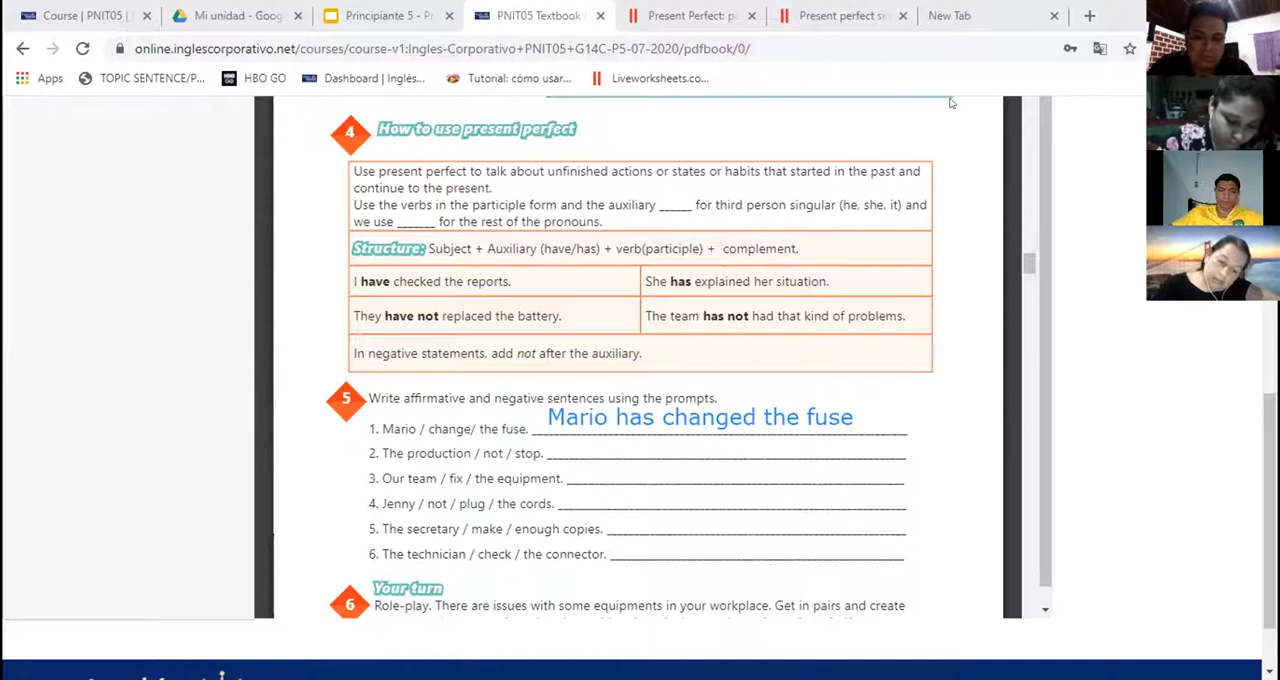 Course | PNIT05 |
Mi unidad - Goog
Principiante 5 - Pr
PNIT05 Textbook
Present Perfect: p
Present perfect se
New Tab
online.inglescorporativo.net/courses/course-v1:Ingles-Corporativo+PNIT05+G14C-P5-07-2020/pdfbook/0/
Apps
TOPIC SENTENCE/P...
HBO GO
Dashboard | Inglés...
Tutorial: cómo usar...
Liveworksheets.co...
4 How to use present perfect
Use present perfect to talk about unfinished actions or states or habits that started in the past and
continue to the present.
Use the verbs in the participle form and the auxiliary ______ for third person singular (he, she, it) and
we use _______ for the rest of the pronouns.
Structure: Subject + Auxiliary (have/has) + verb(participle) + complement.
I have checked the reports.
She has explained her situation.
They have not replaced the battery.
The team has not had that kind of problems.
In negative statements, add not after the auxiliary.
5 Write affirmative and negative sentences using the prompts.
Mario has changed the fuse
1. Mario / change/ the fuse.
2. The production / not / stop.
3. Our team / fix / the equipment.
4. Jenny / not / plug / the cords.
5. The secretary / make / enough copies.
6. The technician / check / the connector.
Your turn
6 Role-play. There are issues with some equipments in your workplace. Get in pairs and create